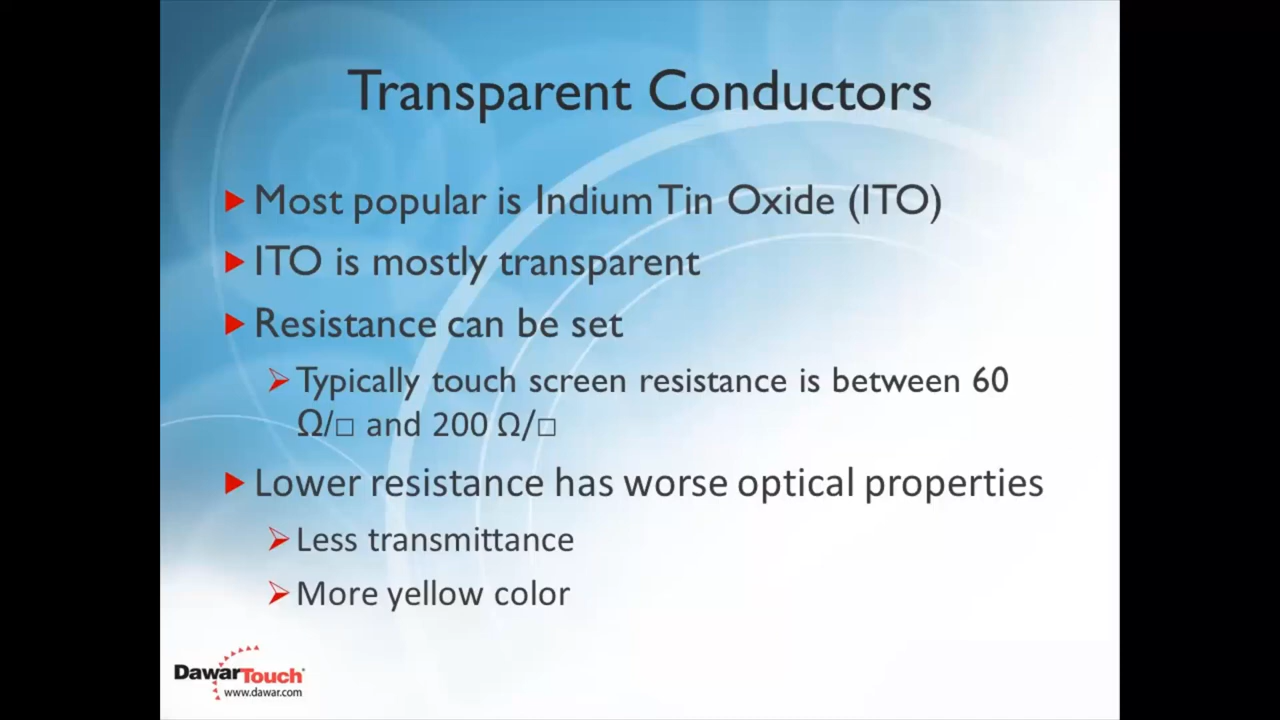 Transparent Conductors
Most popular is Indium Tin Oxide (ITO)
ITO is mostly transparent
Resistance can be set
Typically touch screen resistance is between 60
Ω/□ and 200 Ω/□
Lower resistance has worse optical properties
Less transmittance
More yellow color
DawarTouch
www.dawar.com